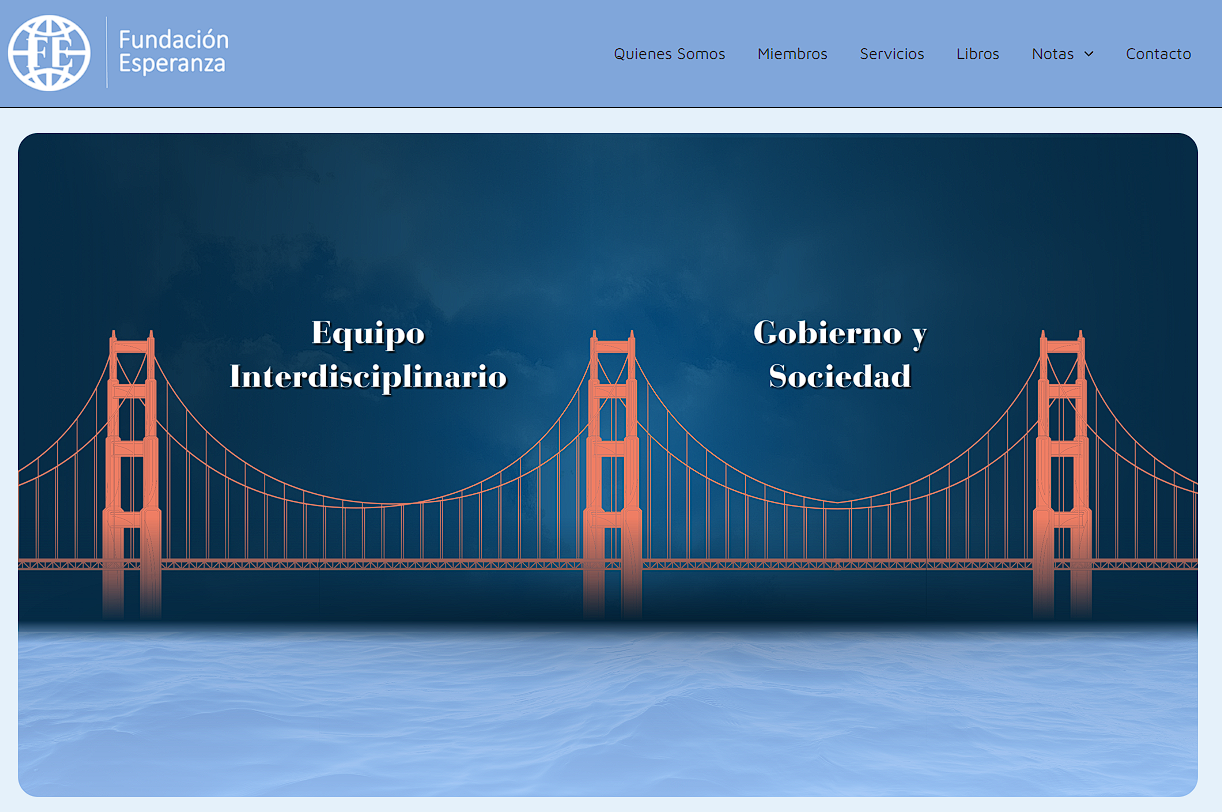 FE
Fundación
Esperanza
Quienes Somos
Miembros
Servicios
Libros
Notas
Contacto
Equipo
Interdisciplinario
Gobierno y
Sociedad